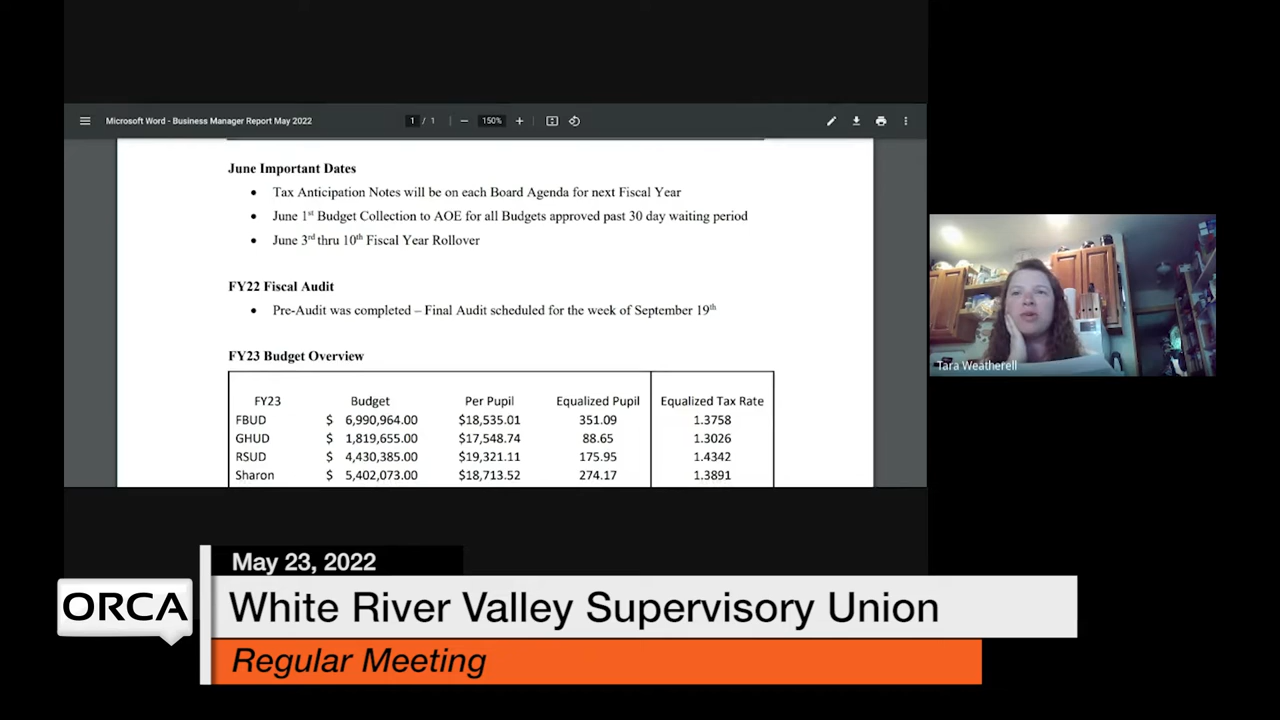 Microsoft Word - Business Manager Report May 2022
1 / 1
150%
June Important Dates
• Tax Anticipation Notes will be on each Board Agenda for next Fiscal Year
• June 1st Budget Collection to AOE for all Budgets approved past 30 day waiting period
• June 3rd thru 10th Fiscal Year Rollover
FY22 Fiscal Audit
• Pre-Audit was completed – Final Audit scheduled for the week of September 19th
FY23 Budget Overview
FY23 Budget Per Pupil Equalized Pupil Equalized Tax Rate
FBUD $ 6,990,964.00 $18,535.01 351.09 1.3758
GHUD $ 1,819,655.00 $17,548.74 88.65 1.3026
RSUD $ 4,430,385.00 $19,321.11 175.95 1.4342
Sharon $ 5,402,073.00 $18,713.52 274.17 1.3891
Tara Weatherell
May 23, 2022
ORCA
White River Valley Supervisory Union
Regular Meeting